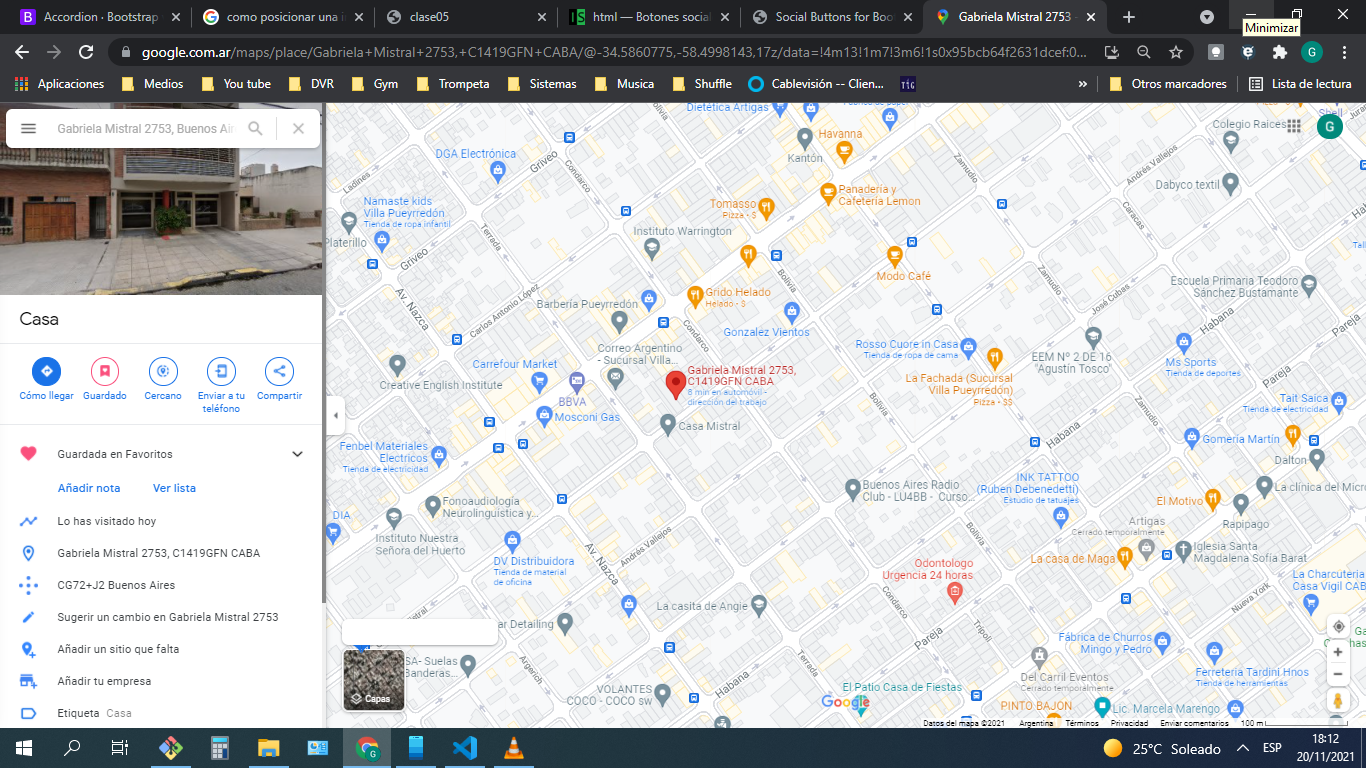 Accordion · Bootstrap
como posicionar una i
clase05
html — Botones social
Social Buttons for Boo
Gabriela Mistral 2753 -
Minimizar
google.com.ar/maps/place/Gabriela+Mistral+2753,+C1419GFN+CABA/@-34.5860775,-58.4998143,17z/data=!4m13!1m7!3m6!1s0x95bcb64f2631dcef:0...
G
Aplicaciones
Medios
You tube
DVR
Gym
Trompeta
Sistemas
Musica
Shuffle
Cablevisión -- Clien...
Otros marcadores
Lista de lectura
Gabriela Mistral 2753, Buenos Air
Casa
Cómo llegar
Guardado
Cercano
Enviar a tu
teléfono
Compartir
Guardada en Favoritos
Añadir nota
Ver lista
Lo has visitado hoy
Gabriela Mistral 2753, C1419GFN CABA
CG72+J2 Buenos Aires
Sugerir un cambio en Gabriela Mistral 2753
Añadir un sitio que falta
Añadir tu empresa
Etiqueta Casa
Dietética Artigas
Havanna
Kantón
Colegio Raices
G
DGA Electrónica
Griveo
Condarco
Bolivia
Zamudio
Andrés Vallejos
Ladines
Dabyco textil
Panadería y
Cafetería Lemon
Namaste kids
Villa Pueyrredón
Tienda de ropa infantil
Tomasso
Pizza - $
Caracas
Instituto Warrington
Terrada
Platerillo
Griveo
Modo Café
Bolivia
Zamudio
Escuela Primaria Teodoro
Sánchez Bustamante
Av. Nazca
Carlos Antonio López
Barbería Pueyrredón
Grido Helado
Helado - $
José Cubas
Habana
Pareja
Condarco
Gonzalez Vientos
Correo Argentino
- Sucursal Villa...
Rosso Cuore in Casa
Tienda de ropa de cama
EEM Nº 2 DE 16
"Agustín Tosco"
Ms Sports
Tienda de deportes
Carrefour Market
Creative English Institute
Gabriela Mistral 2753,
C1419GFN CABA
8 min en automóvil -
dirección del trabajo
La Fachada (Sucursal
Villa Pueyrredón)
Pizza - $$
Pareja
BBVA
Mosconi Gas
Casa Mistral
Bolivia
Habana
Tait Saica
Tienda de electricidad
Gomería Martín
Fenbel Materiales
Electricos
Tienda de electricidad
Dalton
INK TATTOO
(Ruben Debenedetti)
Estudio de tatuajes
Buenos Aires Radio
Club - LU4BB - Curso...
La clínica del Micro
El Motivo
Fonoaudiología
Neurolinguística y...
DIA
Rapipago
Artigas
Cerrado temporalmente
Instituto Nuestra
Señora del Huerto
Av. Nazca
Andrés Vallejos
La casa de Maga
Iglesia Santa
Magdalena Sofía Barat
DV Distribuidora
Tienda de material
de oficina
Odontologo
Urgencia 24 horas
La Charcuteria
Casa Vigil CAB
Nueva York
La casita de Angie
Condarco
Tripoli
Pareja
Fábrica de Churros
Mingo y Pedro
Argerich
Ferretería Tardini Hnos
Tienda de herramientas
Del Carril Eventos
Cerrado temporalmente
Habana
El Patio Casa de Fiestas
VOLANTES
COCO - COCO sw
Capas
Google
PINTO BAJON
Lic. Marcela Marengo
Datos del mapa ©2021
Argentina
Términos
Privacidad
Enviar comentarios
100 m
25°C Soleado
ESP
18:12
20/11/2021